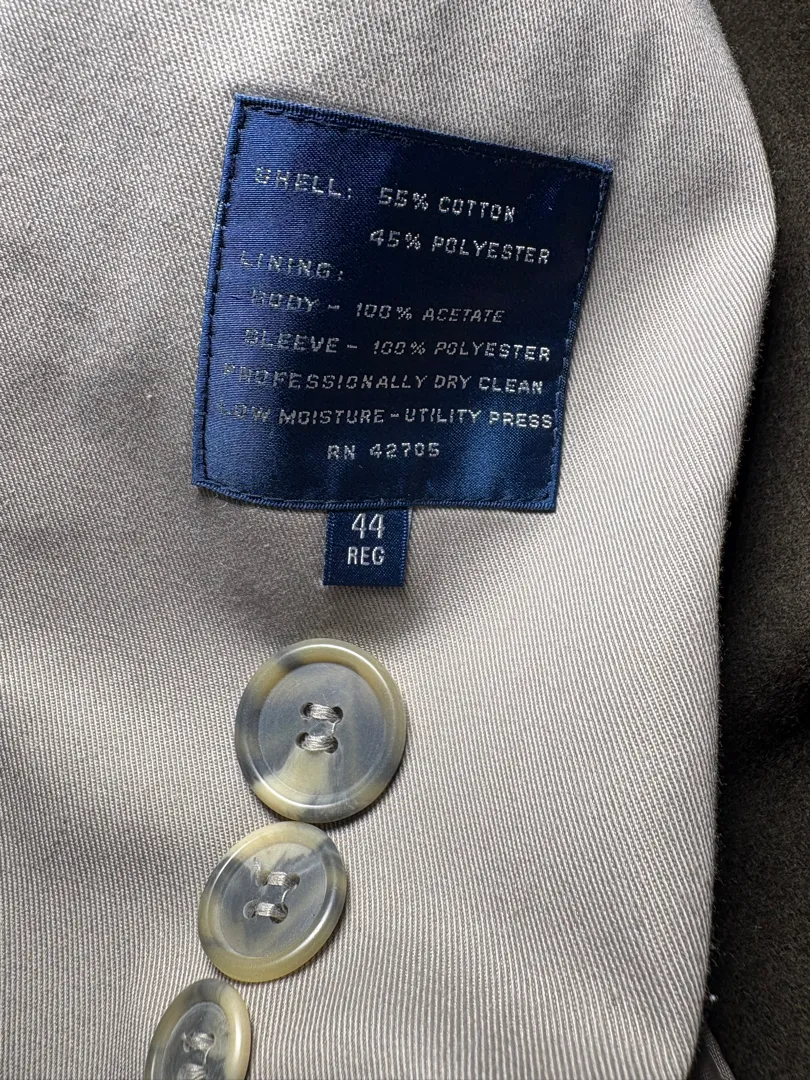 SHELL: 55% COTTON
45% POLYESTER
LINING:
BODY - 100% ACETATE
SLEEVE - 100% POLYESTER
PROFESSIONALLY DRY CLEAN
LOW MOISTURE - UTILITY PRESS
RN 42705
44
REG